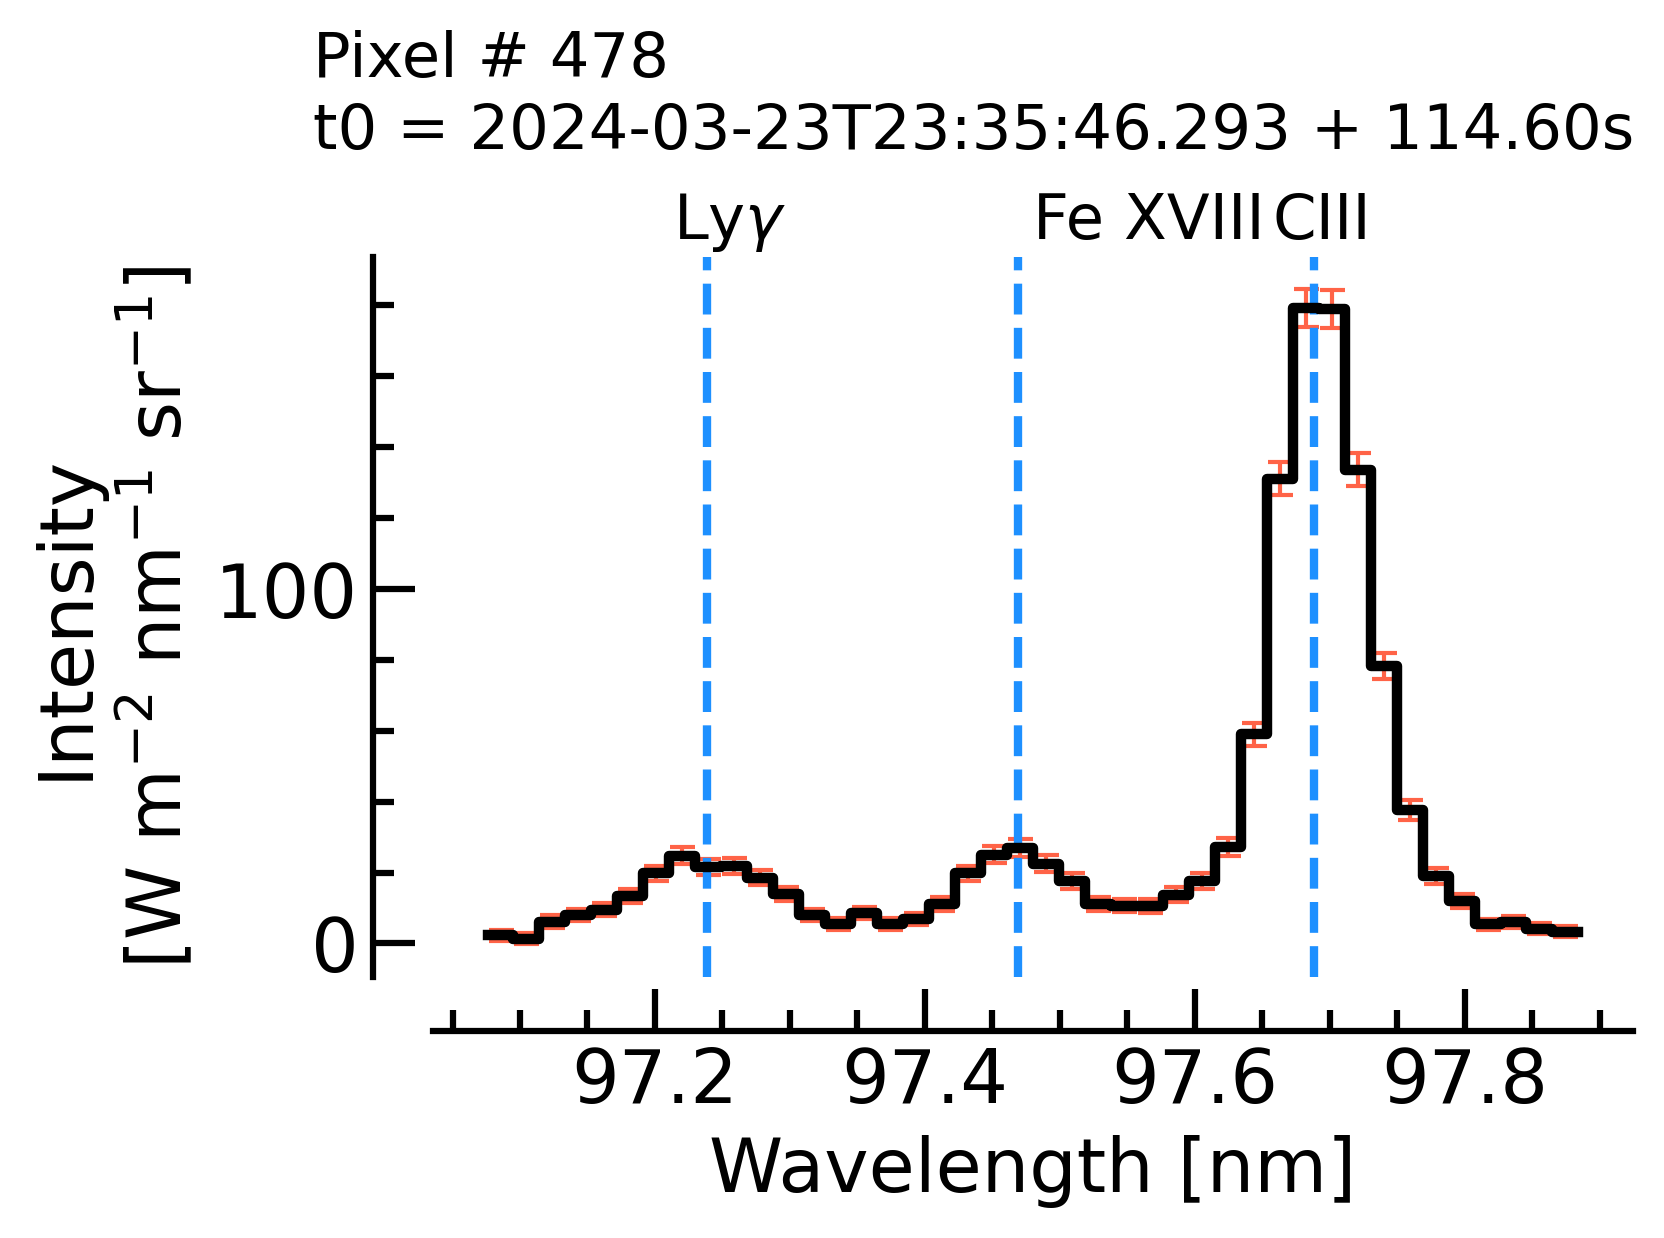 Pixel # 478
t0 = 2024-03-23T23:35:46.293 + 114.60s
Lyγ Fe XVIII CIII
Intensity
[W m⁻² nm⁻¹ sr⁻¹]
100
0
97.2 97.4 97.6 97.8
Wavelength [nm]